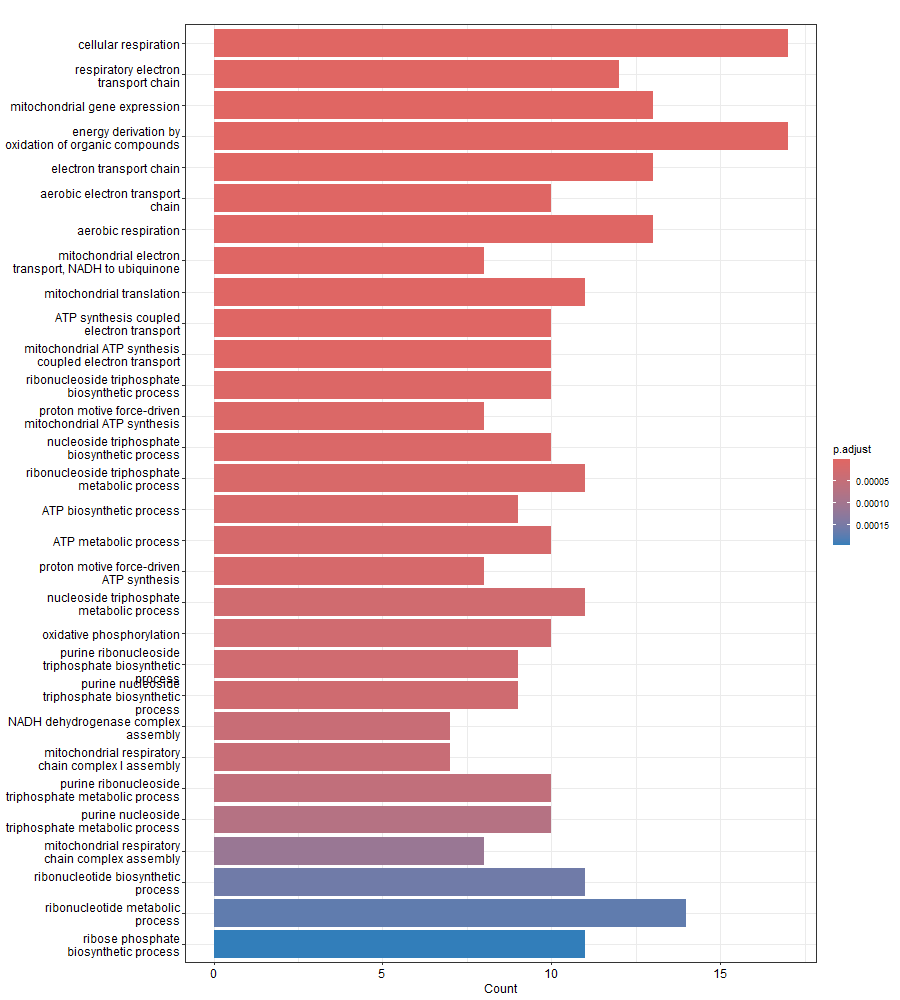 cellular respiration
respiratory electron
transport chain
mitochondrial gene expression
energy derivation by
oxidation of organic compounds
electron transport chain
aerobic electron transport
chain
aerobic respiration
mitochondrial electron
transport, NADH to ubiquinone
mitochondrial translation
ATP synthesis coupled
electron transport
mitochondrial ATP synthesis
coupled electron transport
ribonucleoside triphosphate
biosynthetic process
proton motive force-driven
mitochondrial ATP synthesis
nucleoside triphosphate
biosynthetic process
ribonucleoside triphosphate
metabolic process
ATP biosynthetic process
ATP metabolic process
proton motive force-driven
ATP synthesis
nucleoside triphosphate
metabolic process
oxidative phosphorylation
purine ribonucleoside
triphosphate biosynthetic
process
purine nucleoside
triphosphate biosynthetic
process
NADH dehydrogenase complex
assembly
mitochondrial respiratory
chain complex I assembly
purine ribonucleoside
triphosphate metabolic process
purine nucleoside
triphosphate metabolic process
mitochondrial respiratory
chain complex assembly
ribonucleotide biosynthetic
process
ribonucleotide metabolic
process
ribose phosphate
biosynthetic process
0 5 10 15
Count
p.adjust
0.00005
0.00010
0.00015